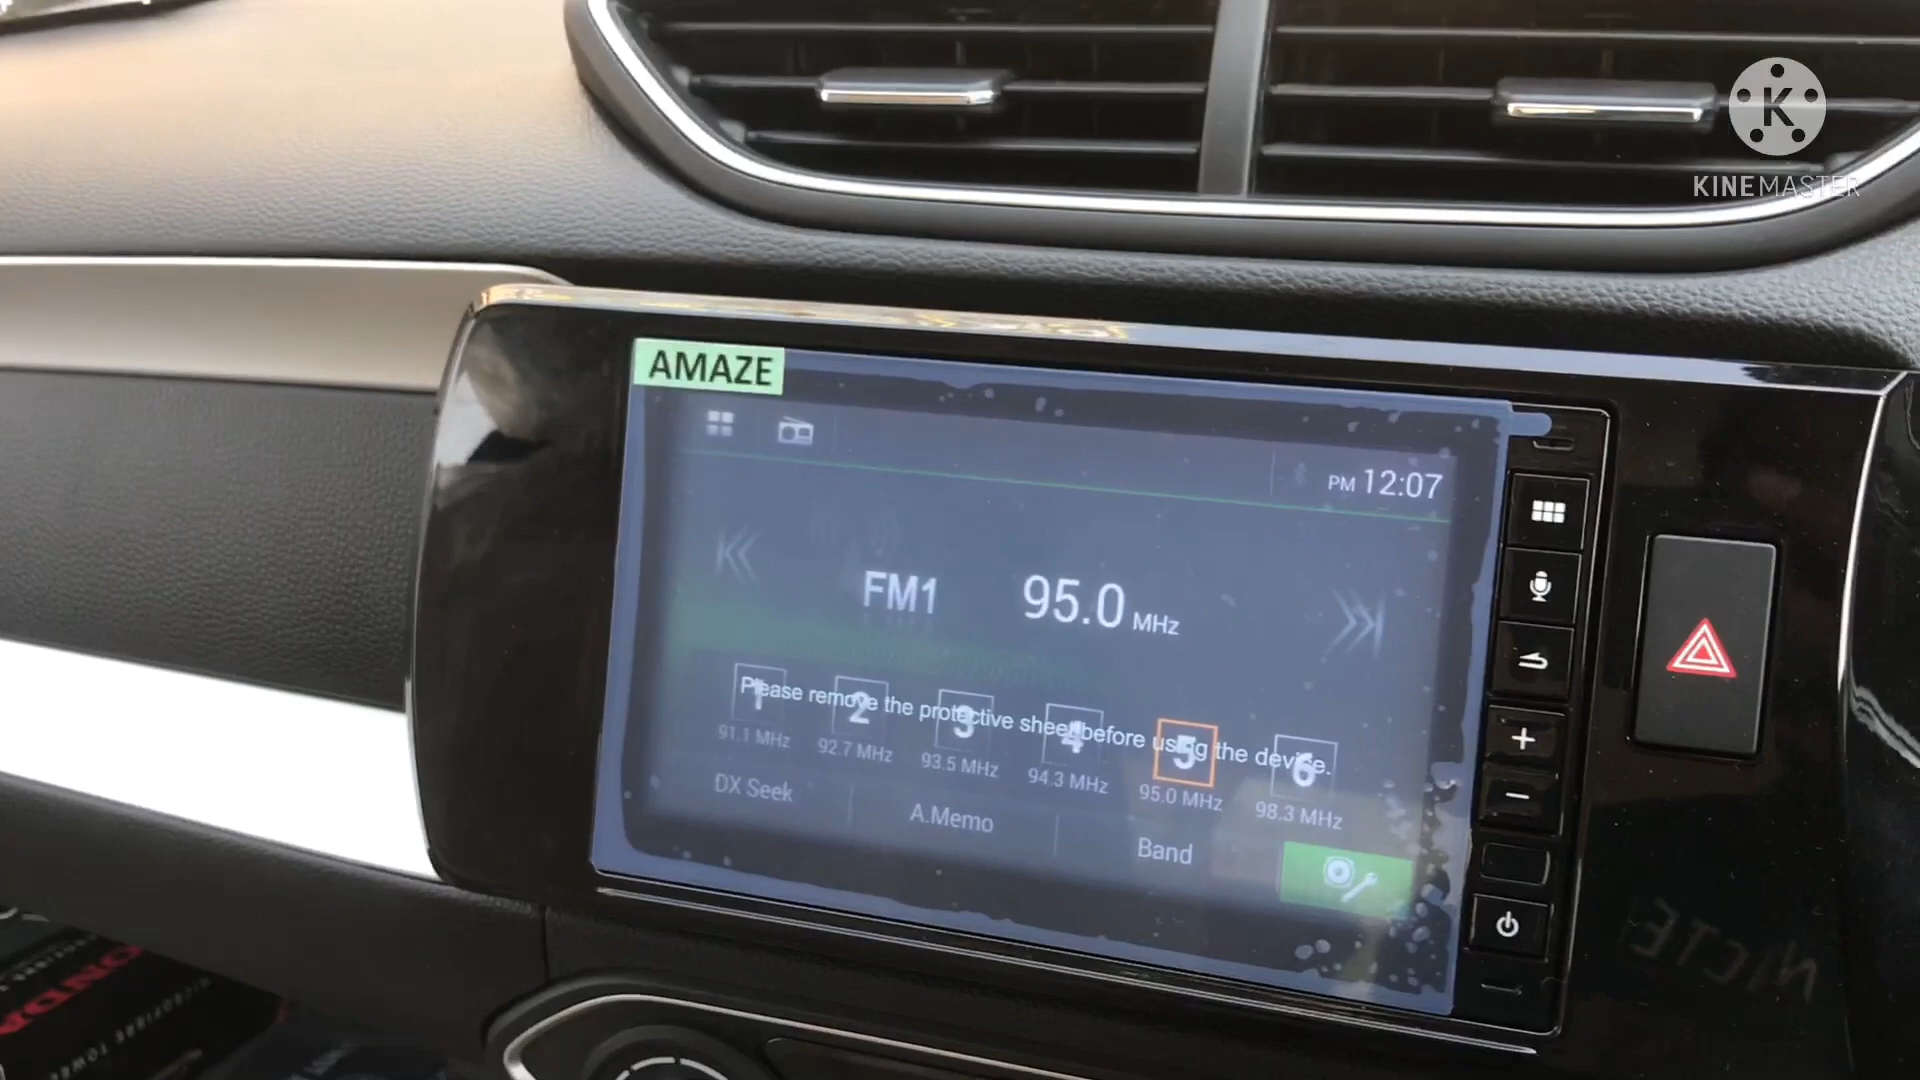 KINEMASTER
AMAZE
PM 12:07
FM1 95.0 MHz
Please remove the protective sheet before using the device.
1 2 3 4 5 6
91.1 MHz 92.7 MHz 93.5 MHz 94.3 MHz 95.0 MHz 98.3 MHz
DX Seek A.Memo Band
MICROFIBRE TOWEL